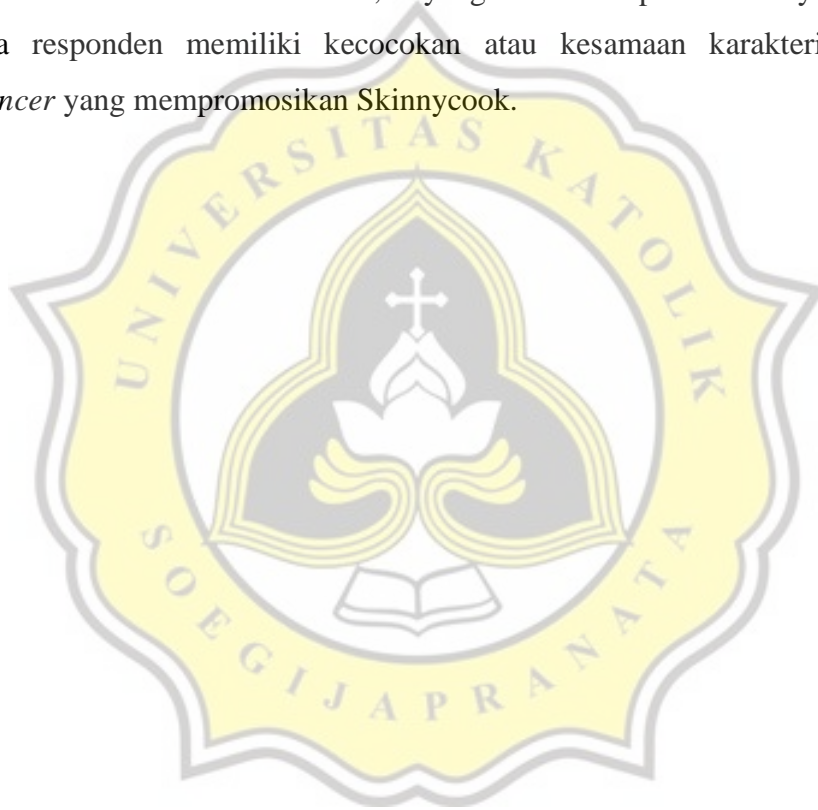 a responden memiliki kecocokan atau kesamaan karakteri
ncer yang mempromosikan Skinnycook.
UNIVERSITAS KATOLIK
SOEGIJAPRANATA